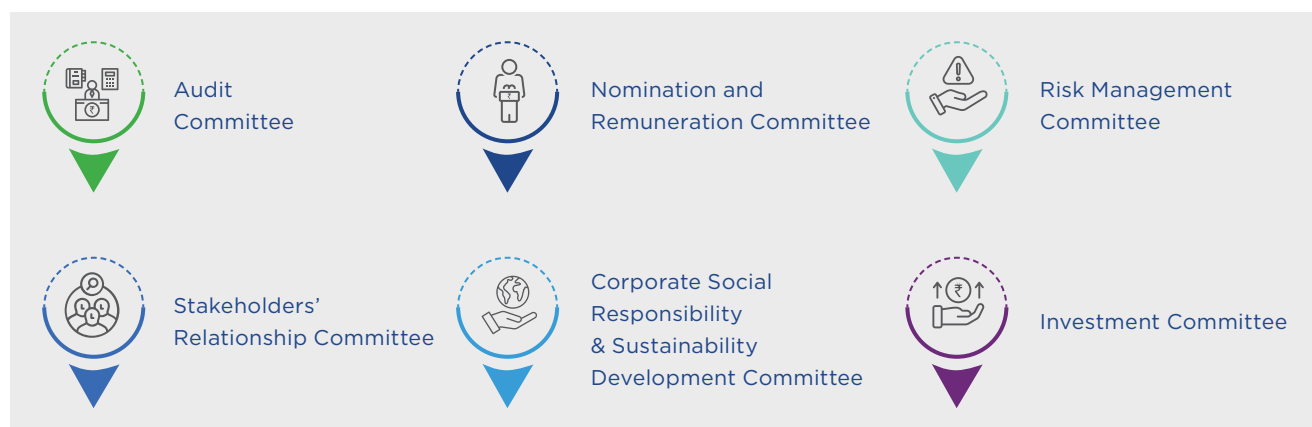 Audit
Committee
Nomination and
Remuneration Committee
Risk Management
Committee
Stakeholders’
Relationship Committee
Corporate Social
Responsibility
& Sustainability
Development Committee
Investment Committee